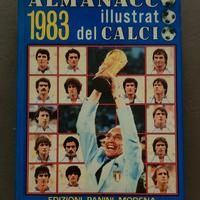 ALMANACCO
1983 illustrato
del CALCIO
EDIZIONI PANINI MODENA